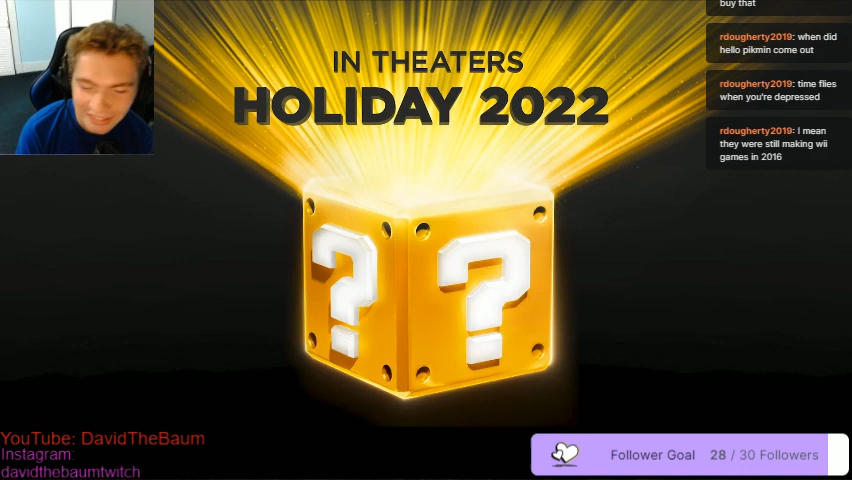 buy that
IN THEATERS
HOLIDAY 2022
rdougherty2019: when did
hello pikmin come out
rdougherty2019: time flies
when you're depressed
rdougherty2019: I mean
they were still making wii
games in 2016
? ?
YouTube: DavidTheBaum
Instagram:
davidthebaumtwitch
Follower Goal 28 / 30 Followers